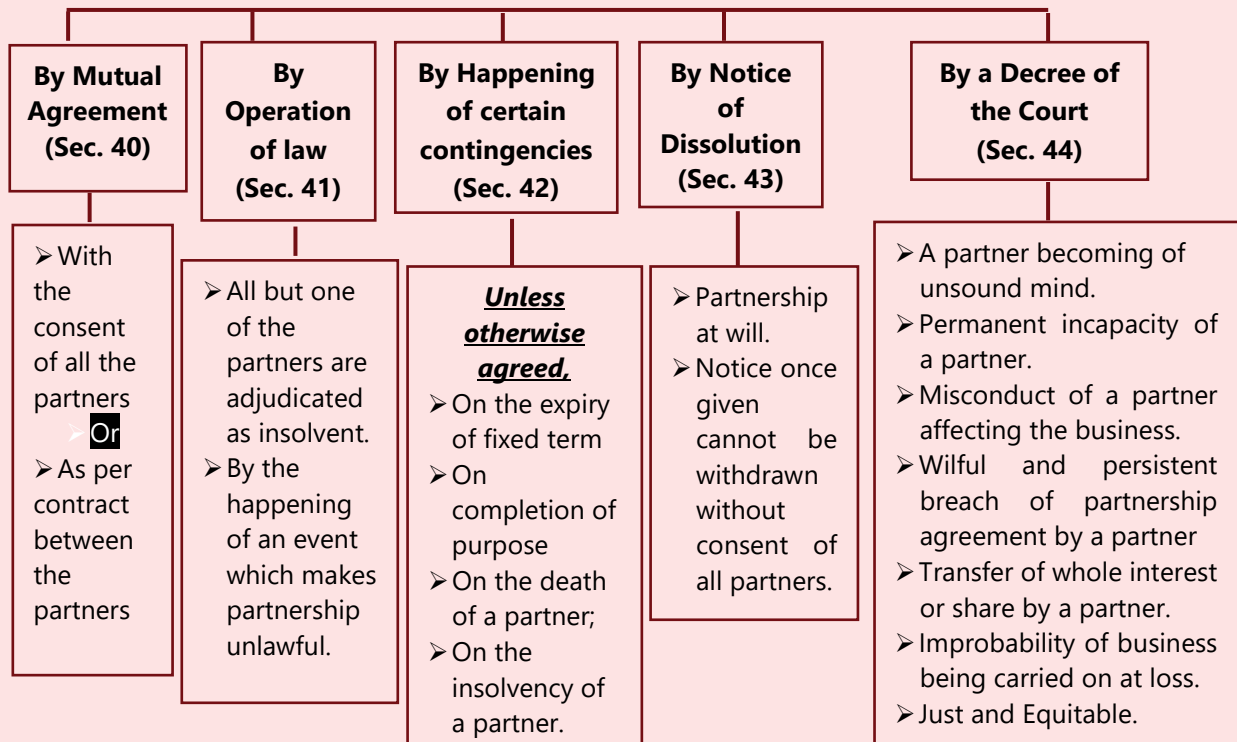 By Mutual
Agreement
(Sec. 40)
By
Operation
of law
(Sec. 41)
By Happening
of certain
contingencies
(Sec. 42)
By Notice
of
Dissolution
(Sec. 43)
By a Decree of
the Court
(Sec. 44)
➢ With
the
consent
of all the
partners
➢ Or
➢ As per
contract
between
the
partners
➢ All but one
of the
partners are
adjudicated
as insolvent.
➢ By the
happening
of an event
which makes
partnership
unlawful.
Unless
otherwise
agreed,
➢ On the expiry
of fixed term
➢ On
completion of
purpose
➢ On the death
of a partner;
➢ On the
insolvency of
a partner.
➢ Partnership
at will.
➢ Notice once
given
cannot be
withdrawn
without
consent of
all partners.
➢ A partner becoming of
unsound mind.
➢ Permanent incapacity of
a partner.
➢ Misconduct of a partner
affecting the business.
➢ Wilful and persistent
breach of partnership
agreement by a partner
➢ Transfer of whole interest
or share by a partner.
➢ Improbability of business
being carried on at loss.
➢ Just and Equitable.